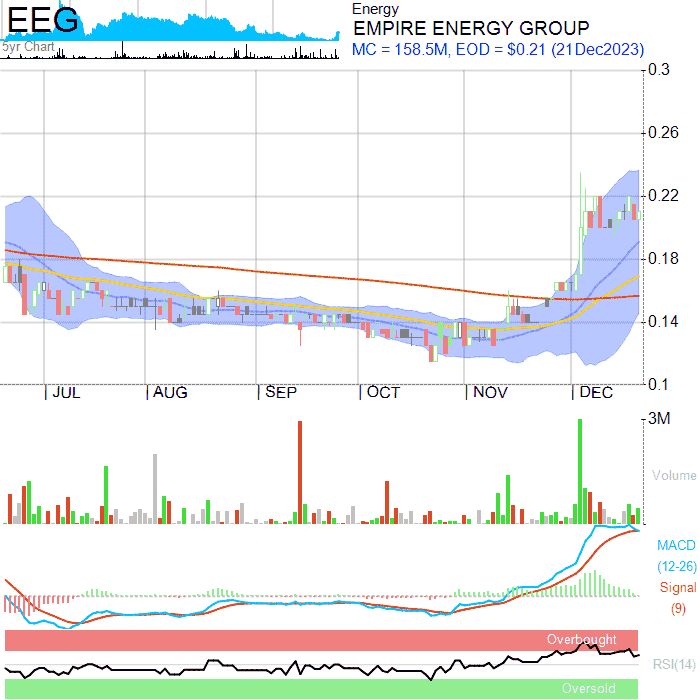 EEG
5yr Chart
Energy
EMPIRE ENERGY GROUP
MC = 158.5M, EOD = $0.21 (21Dec2023)
0.3
0.26
0.22
0.18
0.14
0.1
JUL AUG SEP OCT NOV DEC
3M
Volume
MACD
(12-26)
Signal
(9)
Overbought
RSI(14)
Oversold